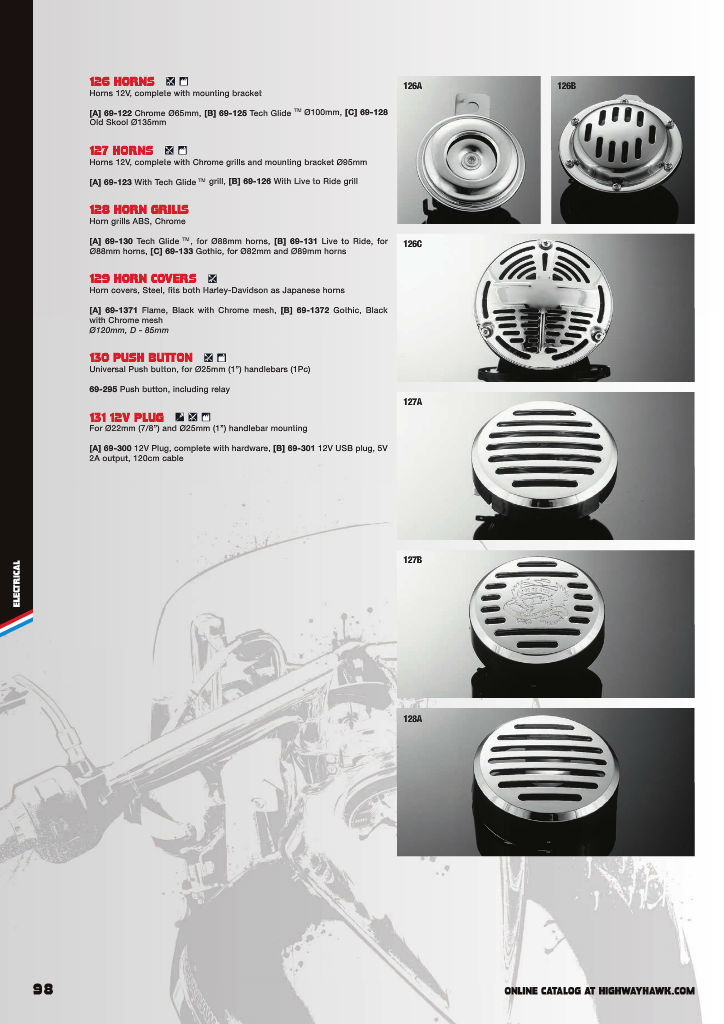 126 HORNS
Horns 12V, complete with mounting bracket
[A] 69-122 Chrome Ø65mm, [B] 69-125 Tech Glide ™ Ø100mm, [C] 69-128
Old Skool Ø135mm
127 HORNS
Horns 12V, complete with Chrome grills and mounting bracket Ø95mm
[A] 69-123 With Tech Glide ™ grill, [B] 69-126 With Live to Ride grill
128 HORN GRILLS
Horn grills ABS, Chrome
[A] 69-130 Tech Glide ™, for Ø88mm horns, [B] 69-131 Live to Ride, for
Ø88mm horns, [C] 69-133 Gothic, for Ø82mm and Ø89mm horns
129 HORN COVERS
Horn covers, Steel, fits both Harley-Davidson as Japanese horns
[A] 69-1371 Flame, Black with Chrome mesh, [B] 69-1372 Gothic, Black
with Chrome mesh
Ø120mm, D - 85mm
130 PUSH BUTTON
Universal Push button, for Ø25mm (1") handlebars (1Pc)
69-295 Push button, including relay
131 12V PLUG
For Ø22mm (7/8") and Ø25mm (1") handlebar mounting
[A] 69-300 12V Plug, complete with hardware, [B] 69-301 12V USB plug, 5V
2A output, 120cm cable
126A
126B
126C
127A
127B
128A
ELECTRICAL
98
ONLINE CATALOG AT HIGHWAYHAWK.COM